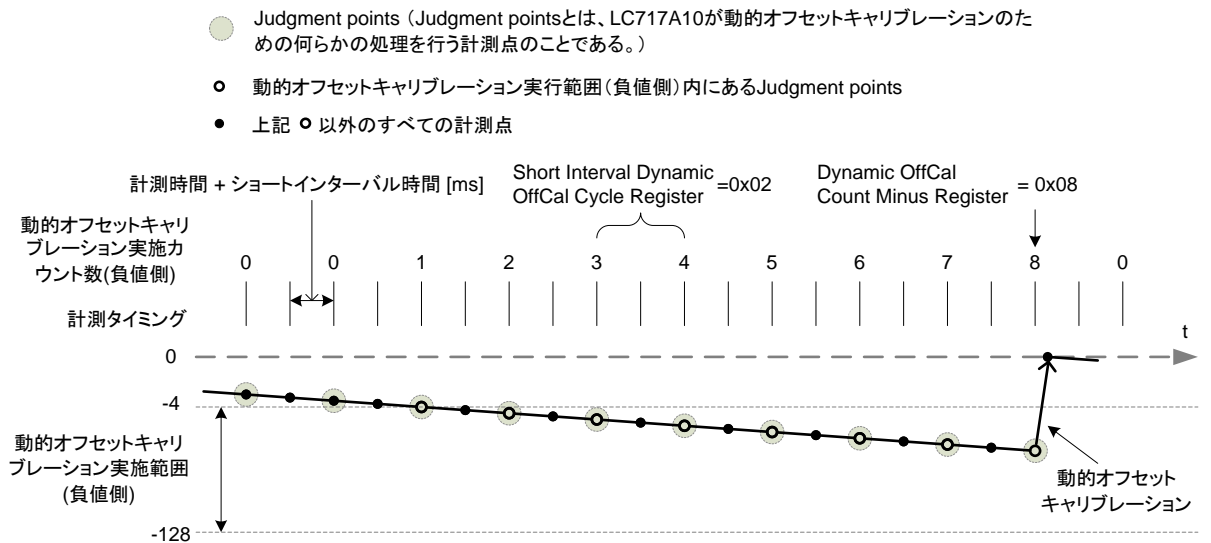 Judgment points（Judgment pointsとは、LC717A10が動的オフセットキャリブレーションのた
めの何らかの処理を行う計測点のことである。）
動的オフセットキャリブレーション実行範囲（負値側）内にあるJudgment points
上記 以外のすべての計測点
計測時間 + ショートインターバル時間 [ms]
Short Interval Dynamic
OffCal Cycle Register =0x02
Dynamic OffCal
Count Minus Register = 0x08
動的オフセットキャリ
ブレーション実施カ
ウント数(負値側)
0 0 1 2 3 4 5 6 7 8 0
計測タイミング
t
0
-4
動的オフセットキャリ
ブレーション実施範囲
(負値側)
動的オフセット
キャリブレーション
-128